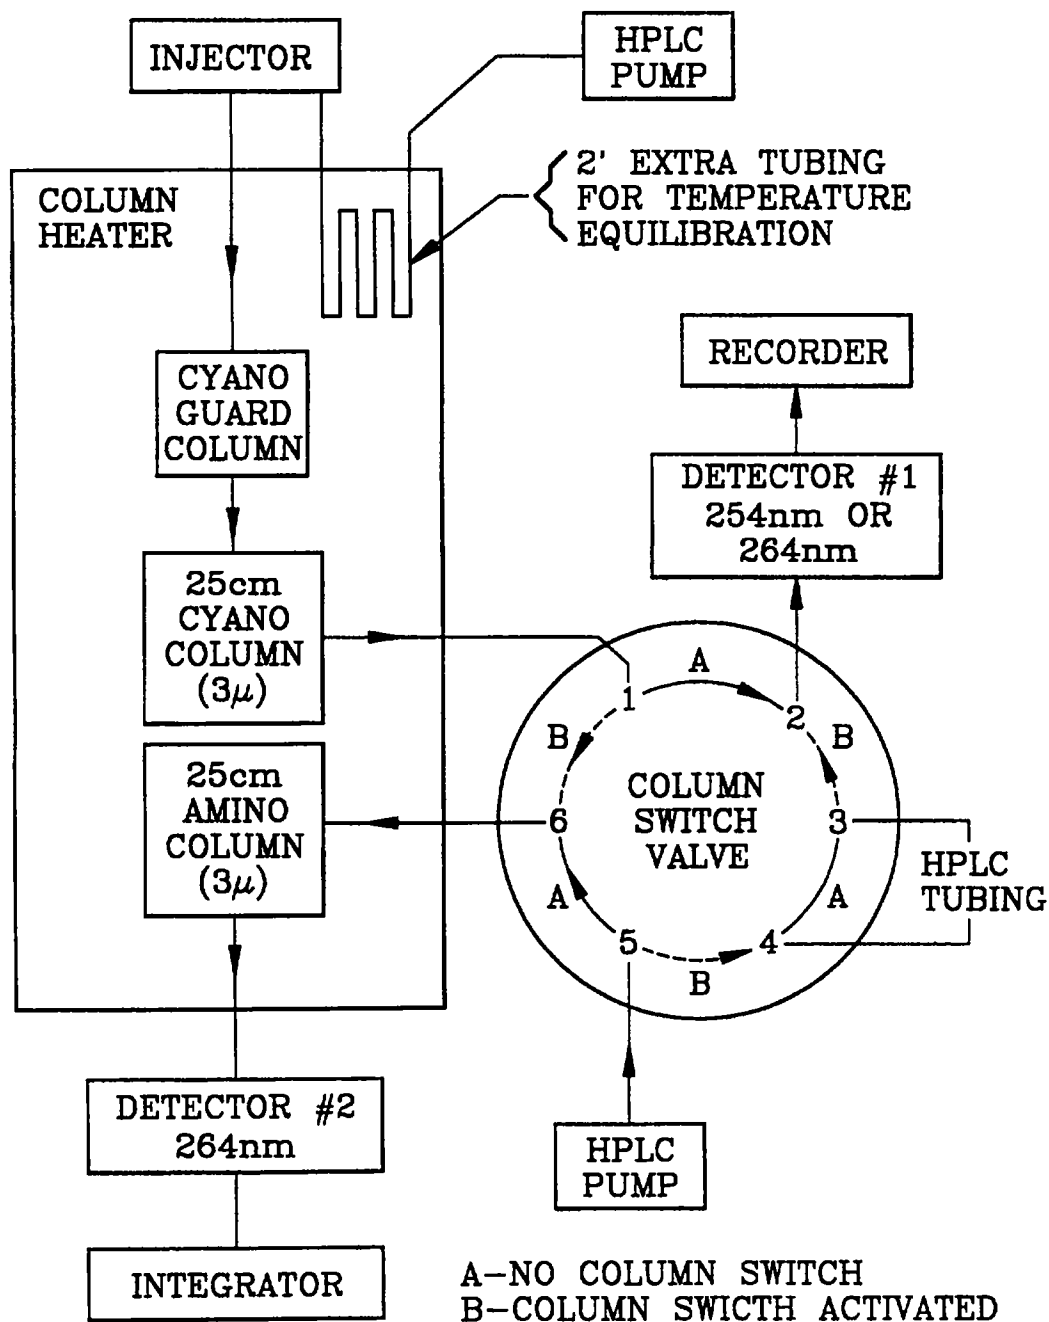 INJECTOR
HPLC
PUMP
2' EXTRA TUBING
FOR TEMPERATURE
EQUILIBRATION
COLUMN
HEATER
CYANO
GUARD
COLUMN
RECORDER
DETECTOR #1
254nm OR
264nm
25cm
CYANO
COLUMN
(3μ)
25cm
AMINO
COLUMN
(3μ)
A
1
2
B
B
COLUMN
SWITCH
VALVE
6
3
HPLC
TUBING
A
A
5
4
B
DETECTOR #2
264nm
HPLC
PUMP
INTEGRATOR
A-NO COLUMN SWITCH
B-COLUMN SWICTH ACTIVATED